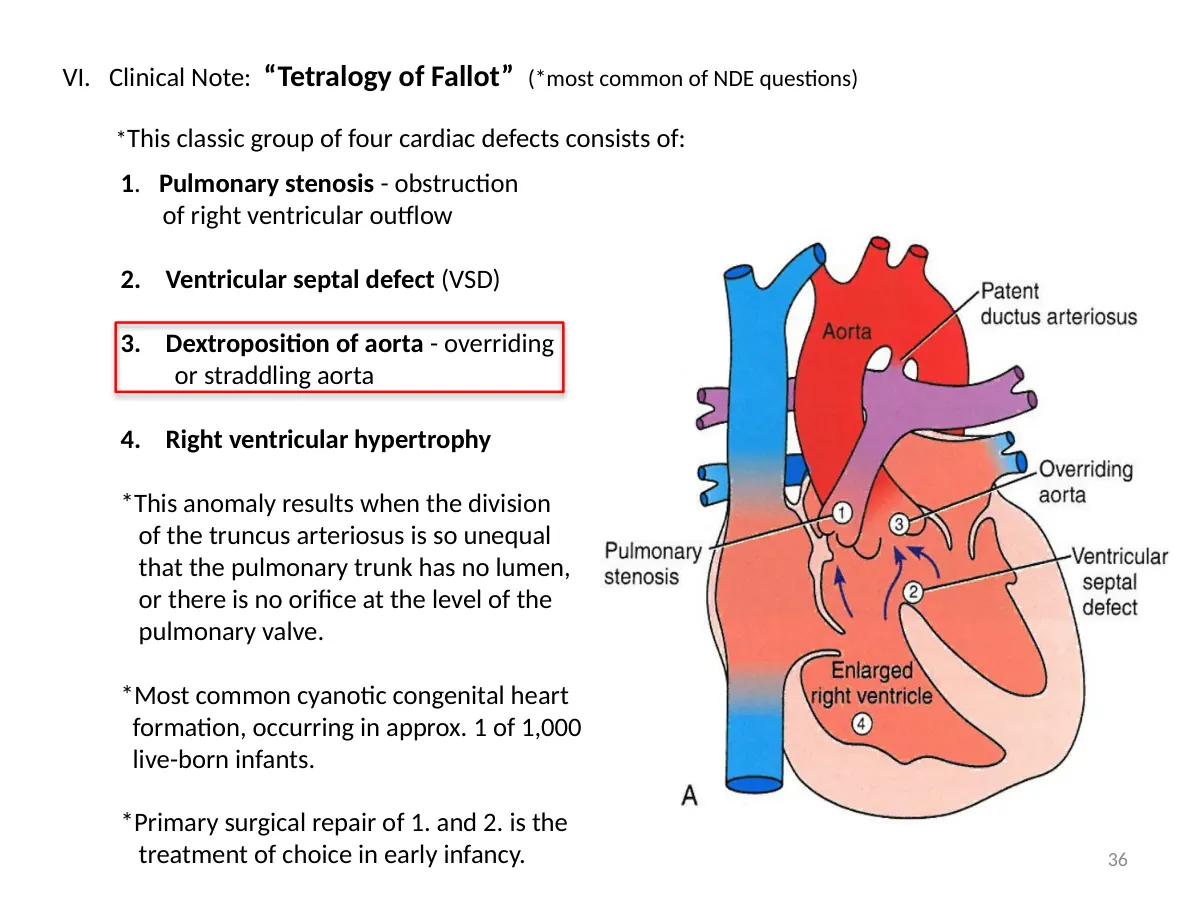 VI. Clinical Note: “Tetralogy of Fallot” (*most common of NDE questions)
*This classic group of four cardiac defects consists of:
1. Pulmonary stenosis - obstruction
of right ventricular outflow
2. Ventricular septal defect (VSD)
3. Dextroposition of aorta - overriding
or straddling aorta
4. Right ventricular hypertrophy
*This anomaly results when the division
of the truncus arteriosus is so unequal
that the pulmonary trunk has no lumen,
or there is no orifice at the level of the
pulmonary valve.
*Most common cyanotic congenital heart
formation, occurring in approx. 1 of 1,000
live-born infants.
*Primary surgical repair of 1. and 2. is the
treatment of choice in early infancy.
Patent
ductus arteriosus
Aorta
Overriding
aorta
1
3
Pulmonary
stenosis
Ventricular
septal
defect
2
Enlarged
right ventricle
4
A
36